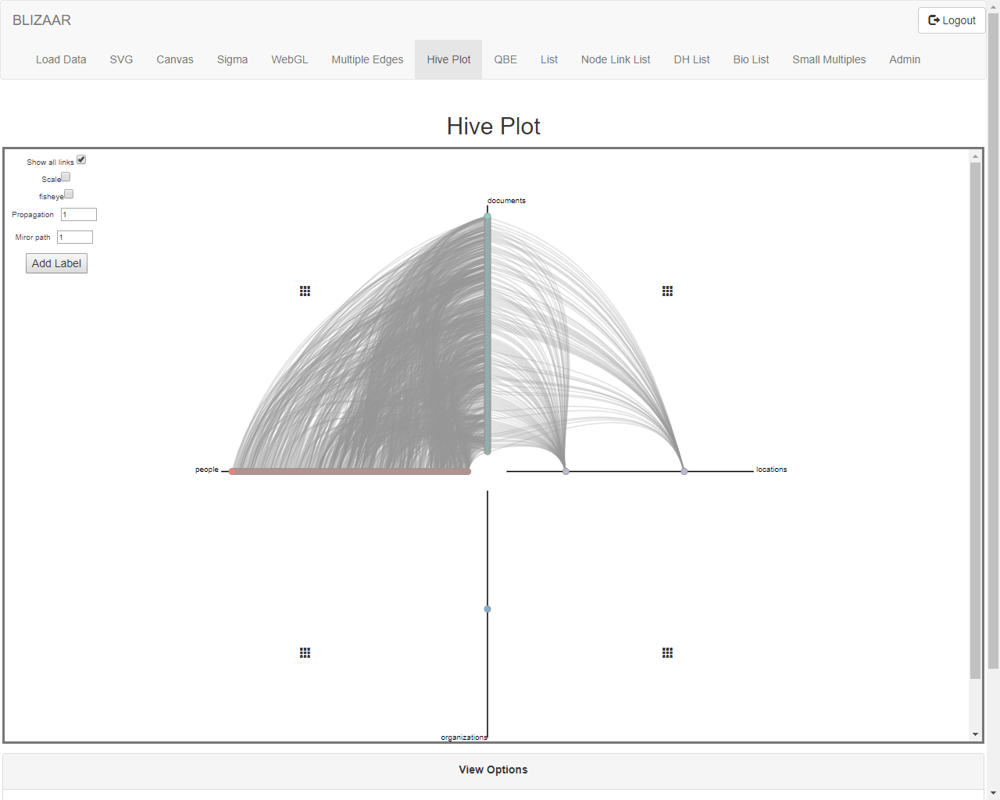 BLIZAAR
Logout
Load Data SVG Canvas Sigma WebGL Multiple Edges Hive Plot QBE List Node Link List DH List Bio List Small Multiples Admin
Hive Plot
Show all links
Scale
fisheye
Propagation 1
Miror path 1
Add Label
documents
people
locations
organizations
View Options